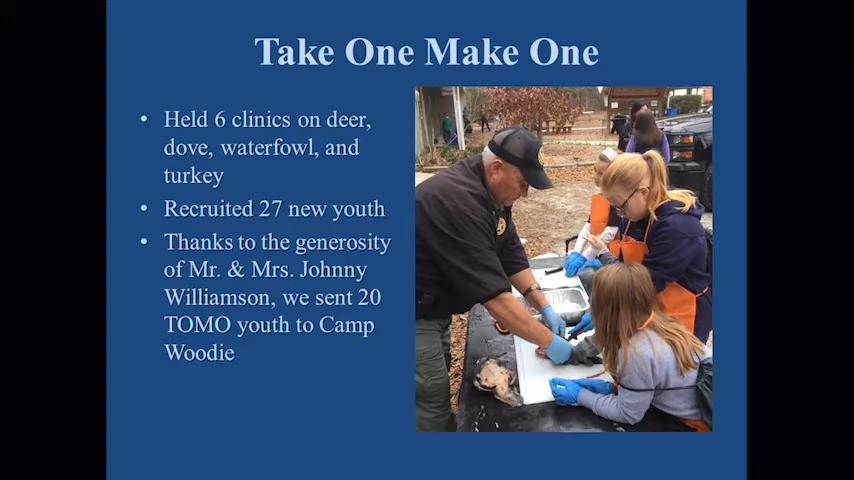 Take One Make One
• Held 6 clinics on deer,
dove, waterfowl, and
turkey
• Recruited 27 new youth
• Thanks to the generosity
of Mr. & Mrs. Johnny
Williamson, we sent 20
TOMO youth to Camp
Woodie